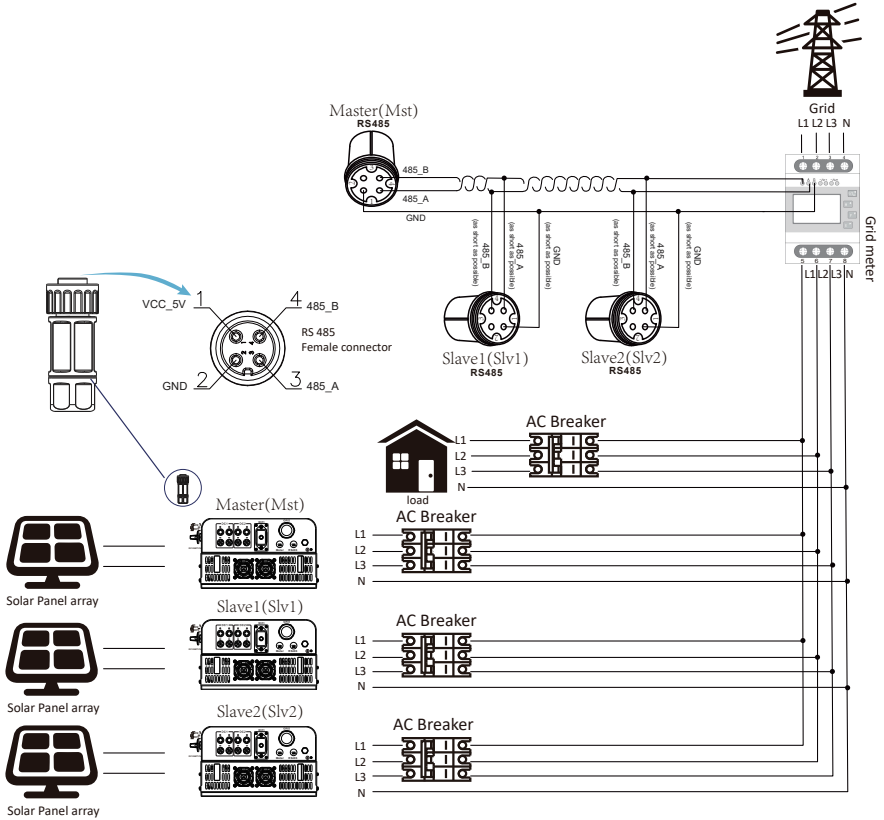 Grid
L1 L2 L3 N
Master(Mst)
RS485
485_B
485_A
GND
485_B
(as short as possible)
485_A
(as short as possible)
GND
(as short as possible)
485_B
(as short as possible)
485_A
(as short as possible)
GND
(as short as possible)
Grid meter
5 6 7 8
L1 L2 L3 N
Slave1(Slv1)
RS485
Slave2(Slv2)
RS485
1
VCC_5V
4
485_B
RS 485
Female connector
GND
2
3
485_A
AC Breaker
L1
L2
L3
N
load
Master(Mst)
AC Breaker
L1
L2
L3
N
Solar Panel array
Slave1(Slv1)
AC Breaker
L1
L2
L3
N
Solar Panel array
Slave2(Slv2)
AC Breaker
L1
L2
L3
N
Solar Panel array